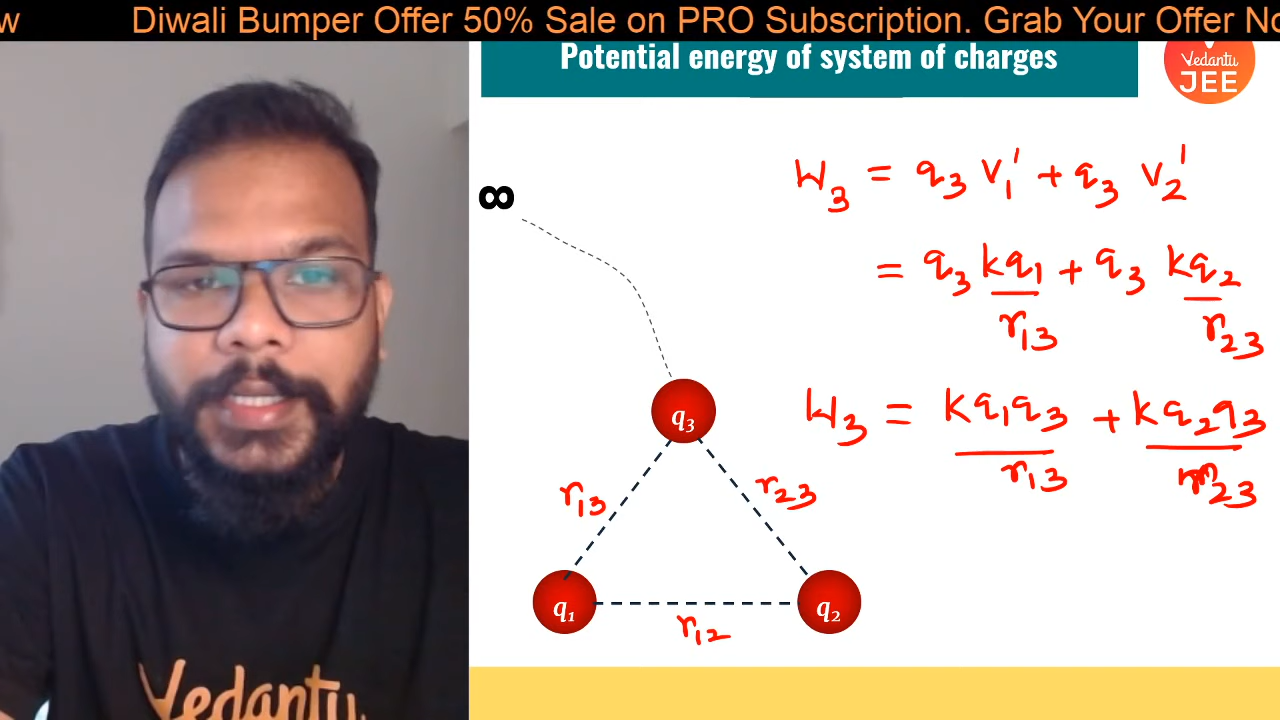 w Diwali Bumper Offer 50% Sale on PRO Subscription. Grab Your Offer No
Potential energy of system of charges
Vedantu
JEE
∞
W₃ = q₃ V₁' + q₃ V₂'
= q₃ kq₁/r₁₃ + q₃ kq₂/r₂₃
W₃ = kq₁q₃/r₁₃ + kq₂q₃/r₂₃
q₃
r₁₃
r₂₃
q₁
q₂
r₁₂
Vedantu